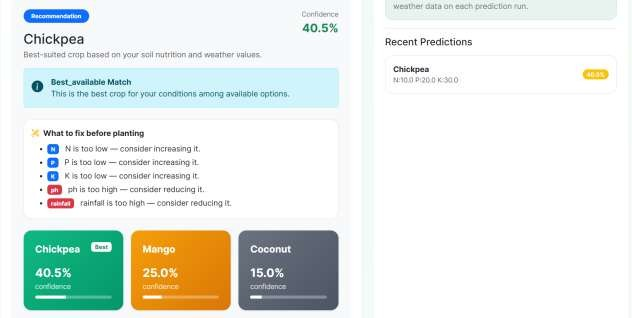 Recommendation
Confidence
40.5%
Chickpea
Best-suited crop based on your soil nutrition and weather values.
Best_available Match
This is the best crop for your conditions among available options.
What to fix before planting
N N is too low — consider increasing it.
P P is too low — consider increasing it.
K K is too low — consider increasing it.
ph ph is too high — consider reducing it.
rainfall rainfall is too high — consider reducing it.
Chickpea Best
40.5%
confidence
Mango
25.0%
confidence
Coconut
15.0%
confidence
weather data on each prediction run.
Recent Predictions
Chickpea
N:10.0 P:20.0 K:30.0
40.5%